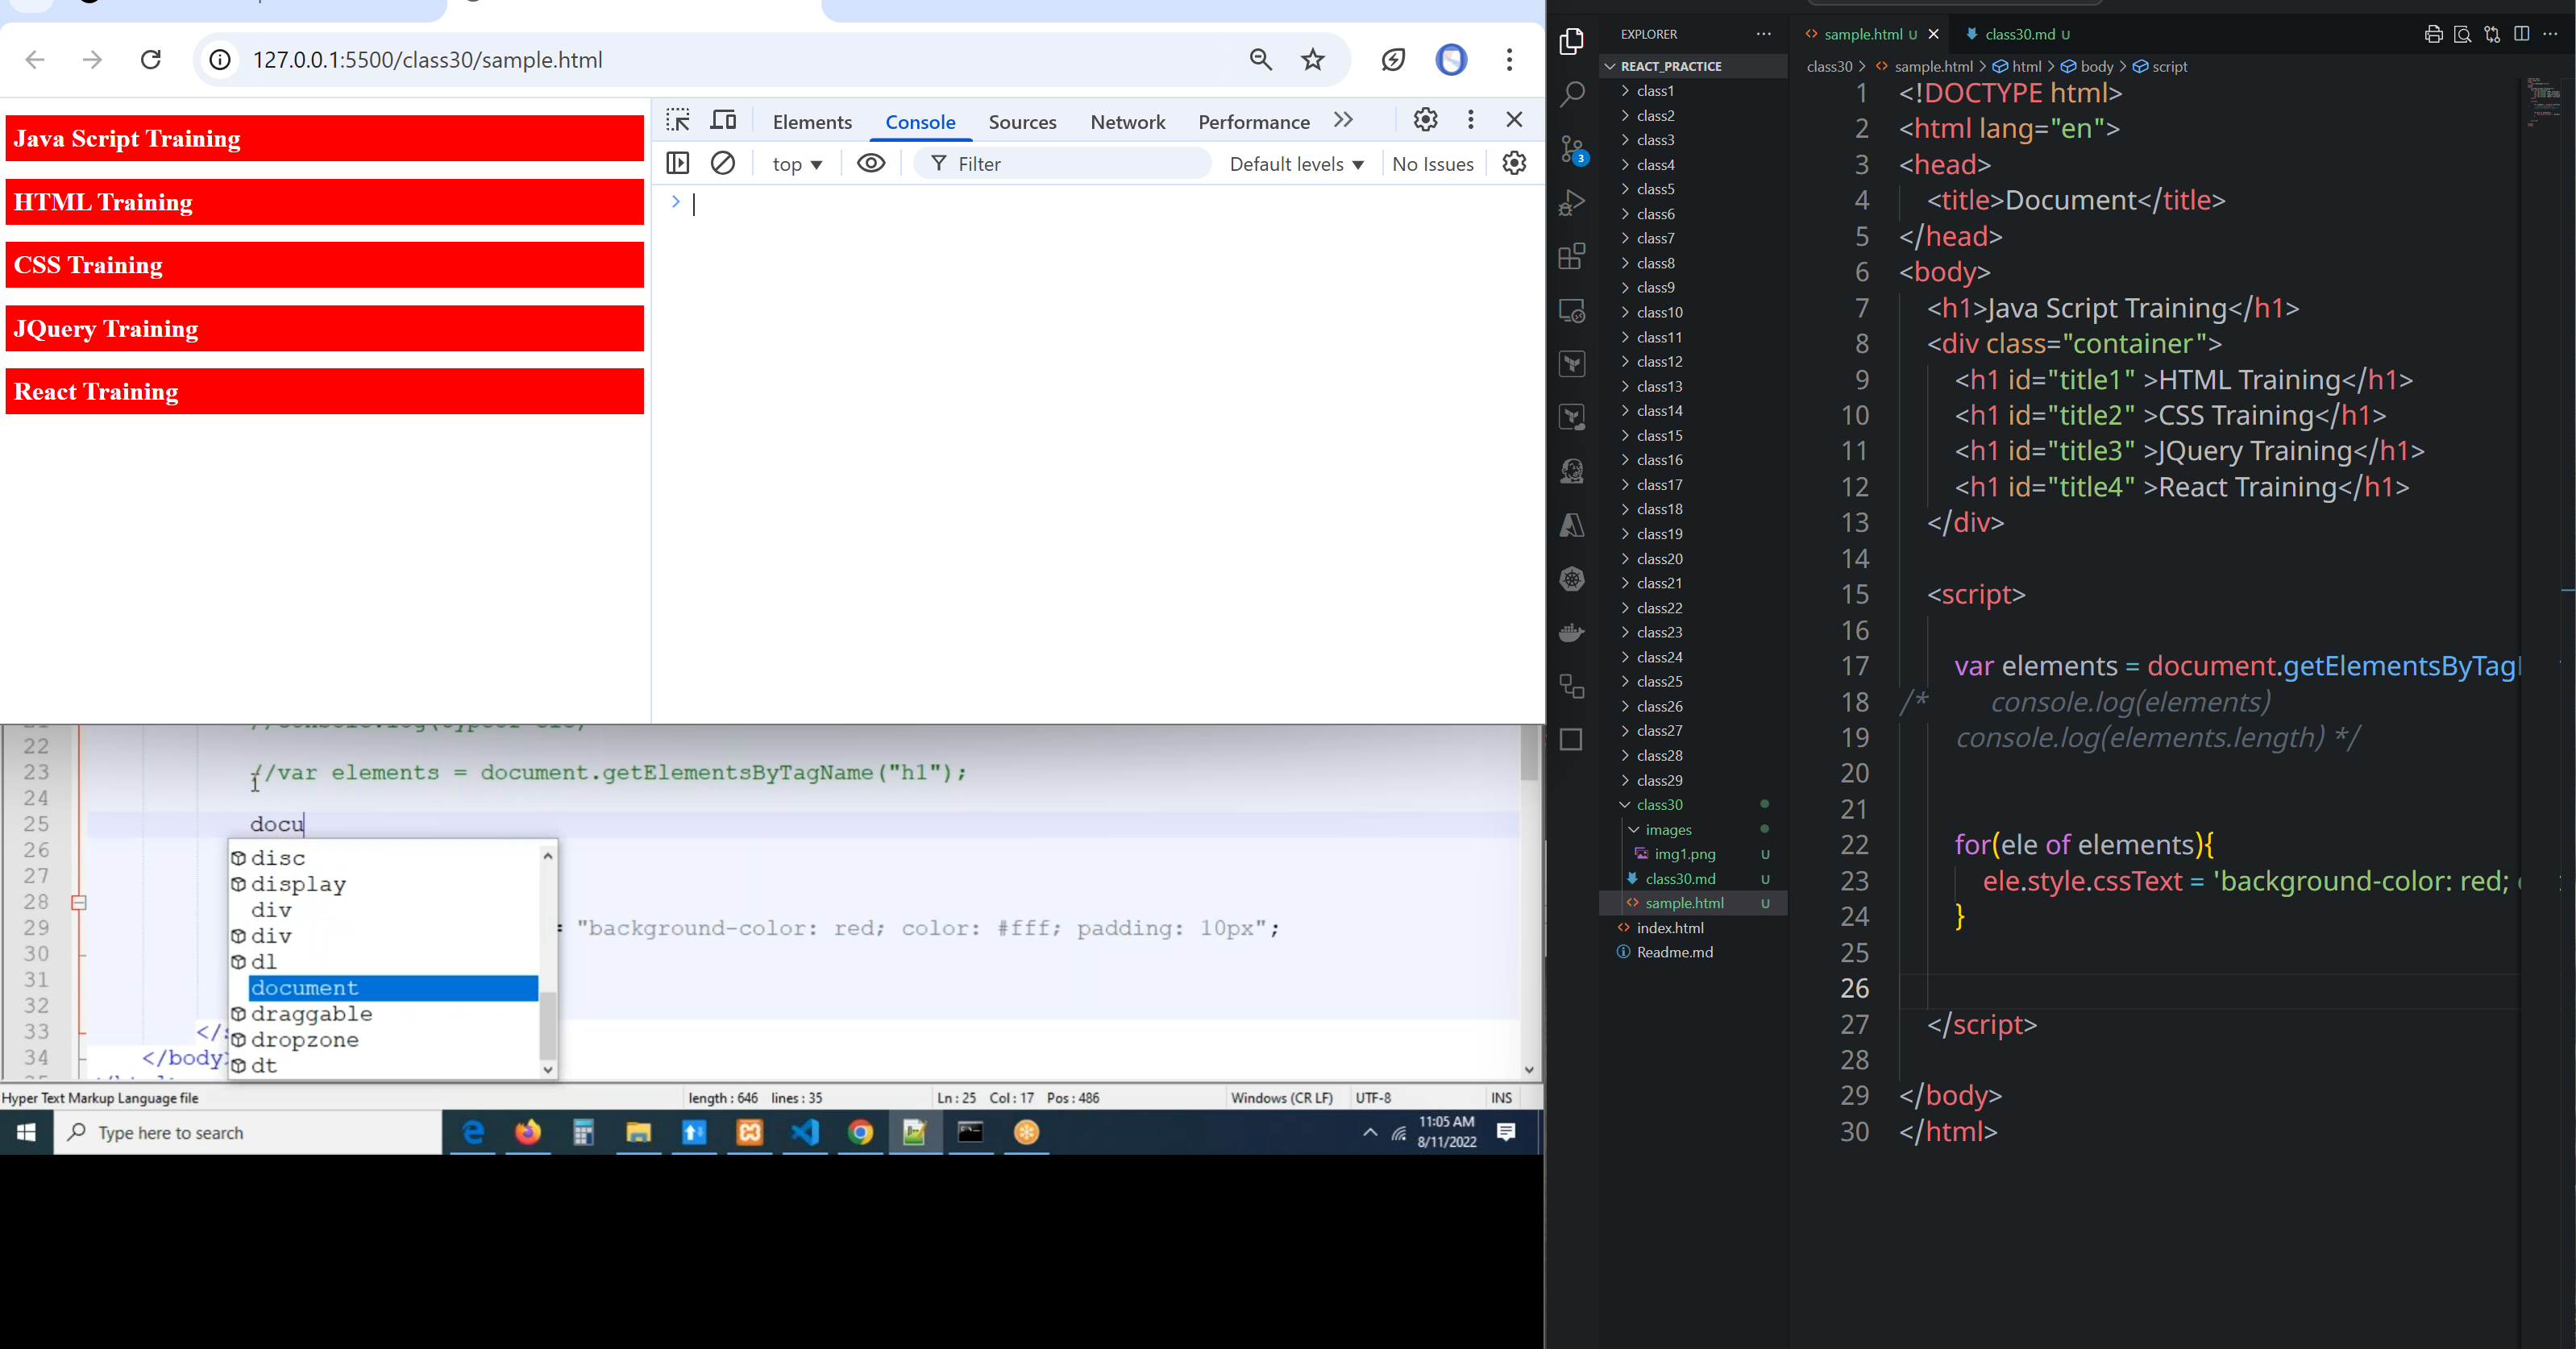 127.0.0.1:5500/class30/sample.html
Java Script Training
HTML Training
CSS Training
JQuery Training
React Training
Elements Console Sources Network Performance
top Filter Default levels No Issues
22
23 //var elements = document.getElementsByTagName("h1");
24
25 docu
26
27
28
29 = "background-color: red; color: #fff; padding: 10px";
30
31
32
33 </
34 </body
disc
display
div
div
dl
document
draggable
dropzone
dt
Hyper Text Markup Language file length : 646 lines : 35 Ln : 25 Col : 17 Pos : 486 Windows (CR LF) UTF-8 INS
Type here to search
11:05 AM
8/11/2022
EXPLORER
REACT_PRACTICE
class1
class2
class3
class4
class5
class6
class7
class8
class9
class10
class11
class12
class13
class14
class15
class16
class17
class18
class19
class20
class21
class22
class23
class24
class25
class26
class27
class28
class29
class30
images
img1.png U
class30.md U
sample.html U
index.html
Readme.md
3
sample.html U class30.md U
class30 > sample.html > html > body > script
1 <!DOCTYPE html>
2 <html lang="en">
3 <head>
4 <title>Document</title>
5 </head>
6 <body>
7 <h1>Java Script Training</h1>
8 <div class="container">
9 <h1 id="title1" >HTML Training</h1>
10 <h1 id="title2" >CSS Training</h1>
11 <h1 id="title3" >JQuery Training</h1>
12 <h1 id="title4" >React Training</h1>
13 </div>
14
15 <script>
16
17 var elements = document.getElementsByTag
18 /* console.log(elements)
19 console.log(elements.length) */
20
21
22 for(ele of elements){
23 ele.style.cssText = 'background-color: red;
24 }
25
26
27 </script>
28
29 </body>
30 </html>